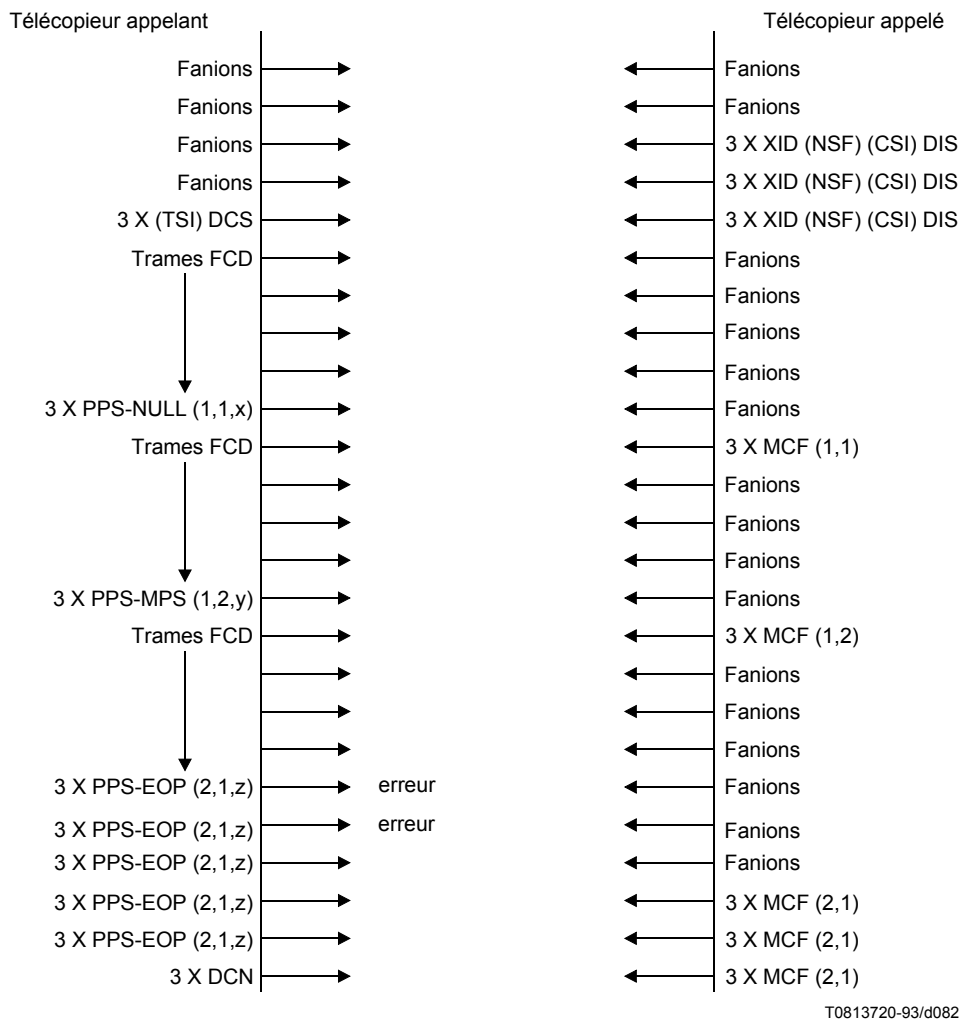 Télécopieur appelant Télécopieur appelé
Fanions Fanions
Fanions Fanions
Fanions 3 X XID (NSF) (CSI) DIS
Fanions 3 X XID (NSF) (CSI) DIS
3 X (TSI) DCS 3 X XID (NSF) (CSI) DIS
Trames FCD Fanions
Fanions
Fanions
Fanions
3 X PPS-NULL (1,1,x) Fanions
Trames FCD 3 X MCF (1,1)
Fanions
Fanions
Fanions
3 X PPS-MPS (1,2,y) Fanions
Trames FCD 3 X MCF (1,2)
Fanions
Fanions
Fanions
3 X PPS-EOP (2,1,z) erreur Fanions
3 X PPS-EOP (2,1,z) erreur Fanions
3 X PPS-EOP (2,1,z) Fanions
3 X PPS-EOP (2,1,z) 3 X MCF (2,1)
3 X PPS-EOP (2,1,z) 3 X MCF (2,1)
3 X DCN 3 X MCF (2,1)
T0813720-93/d082